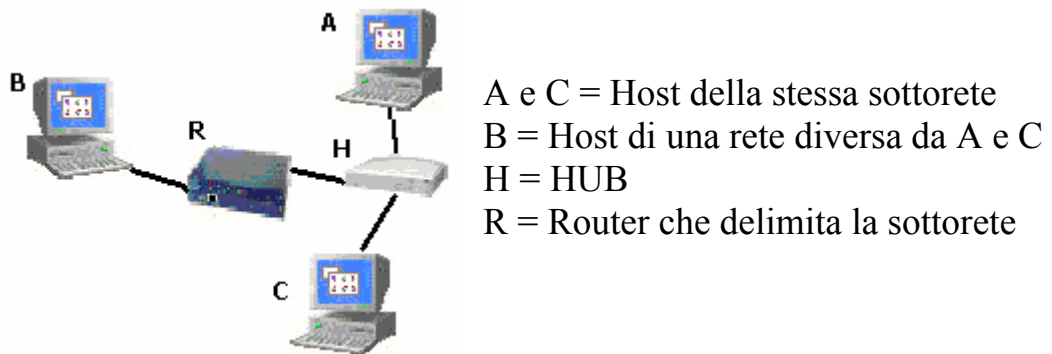 A
B
R
H
C
A e C = Host della stessa sottorete
B = Host di una rete diversa da A e C
H = HUB
R = Router che delimita la sottorete